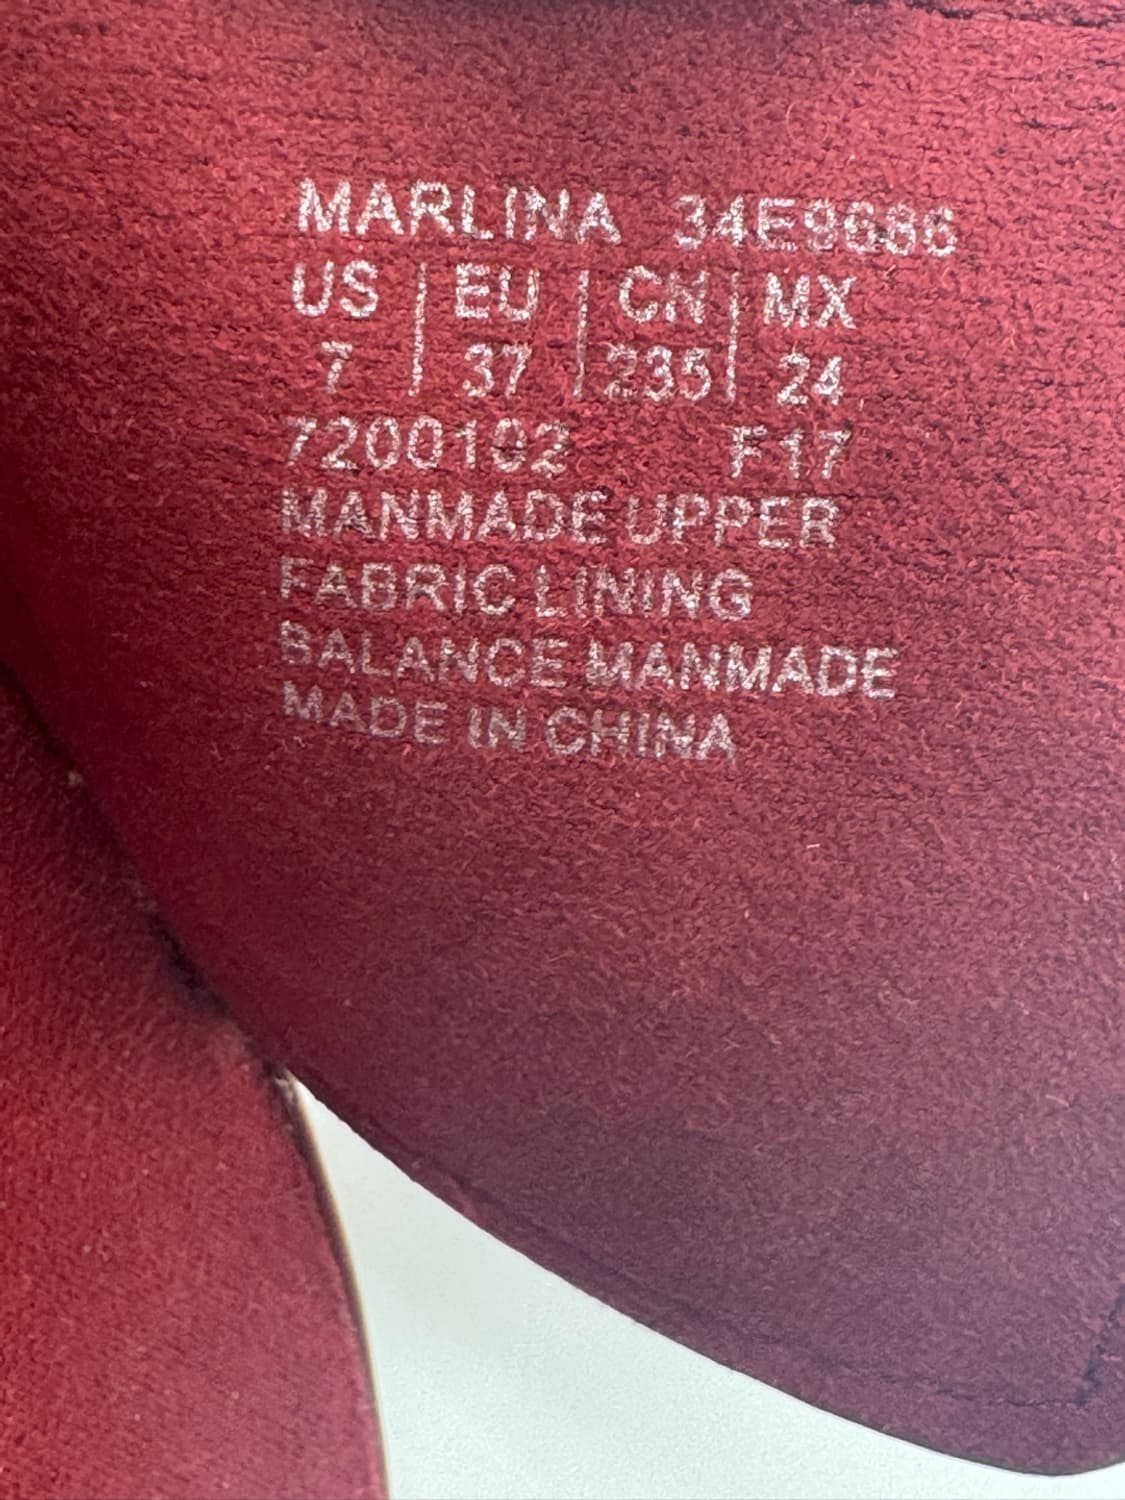 MARLINA 34E9686
US | EU | CN | MX
7 | 37 | 235 | 24
7200102 F17
MANMADE UPPER
FABRIC LINING
BALANCE MANMADE
MADE IN CHINA